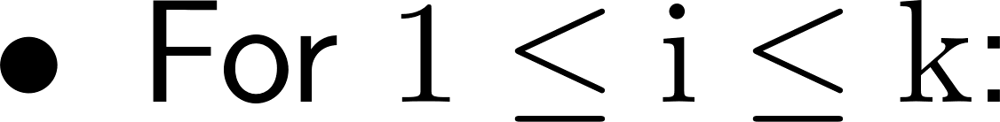 • For 1 ≤ i ≤ k: